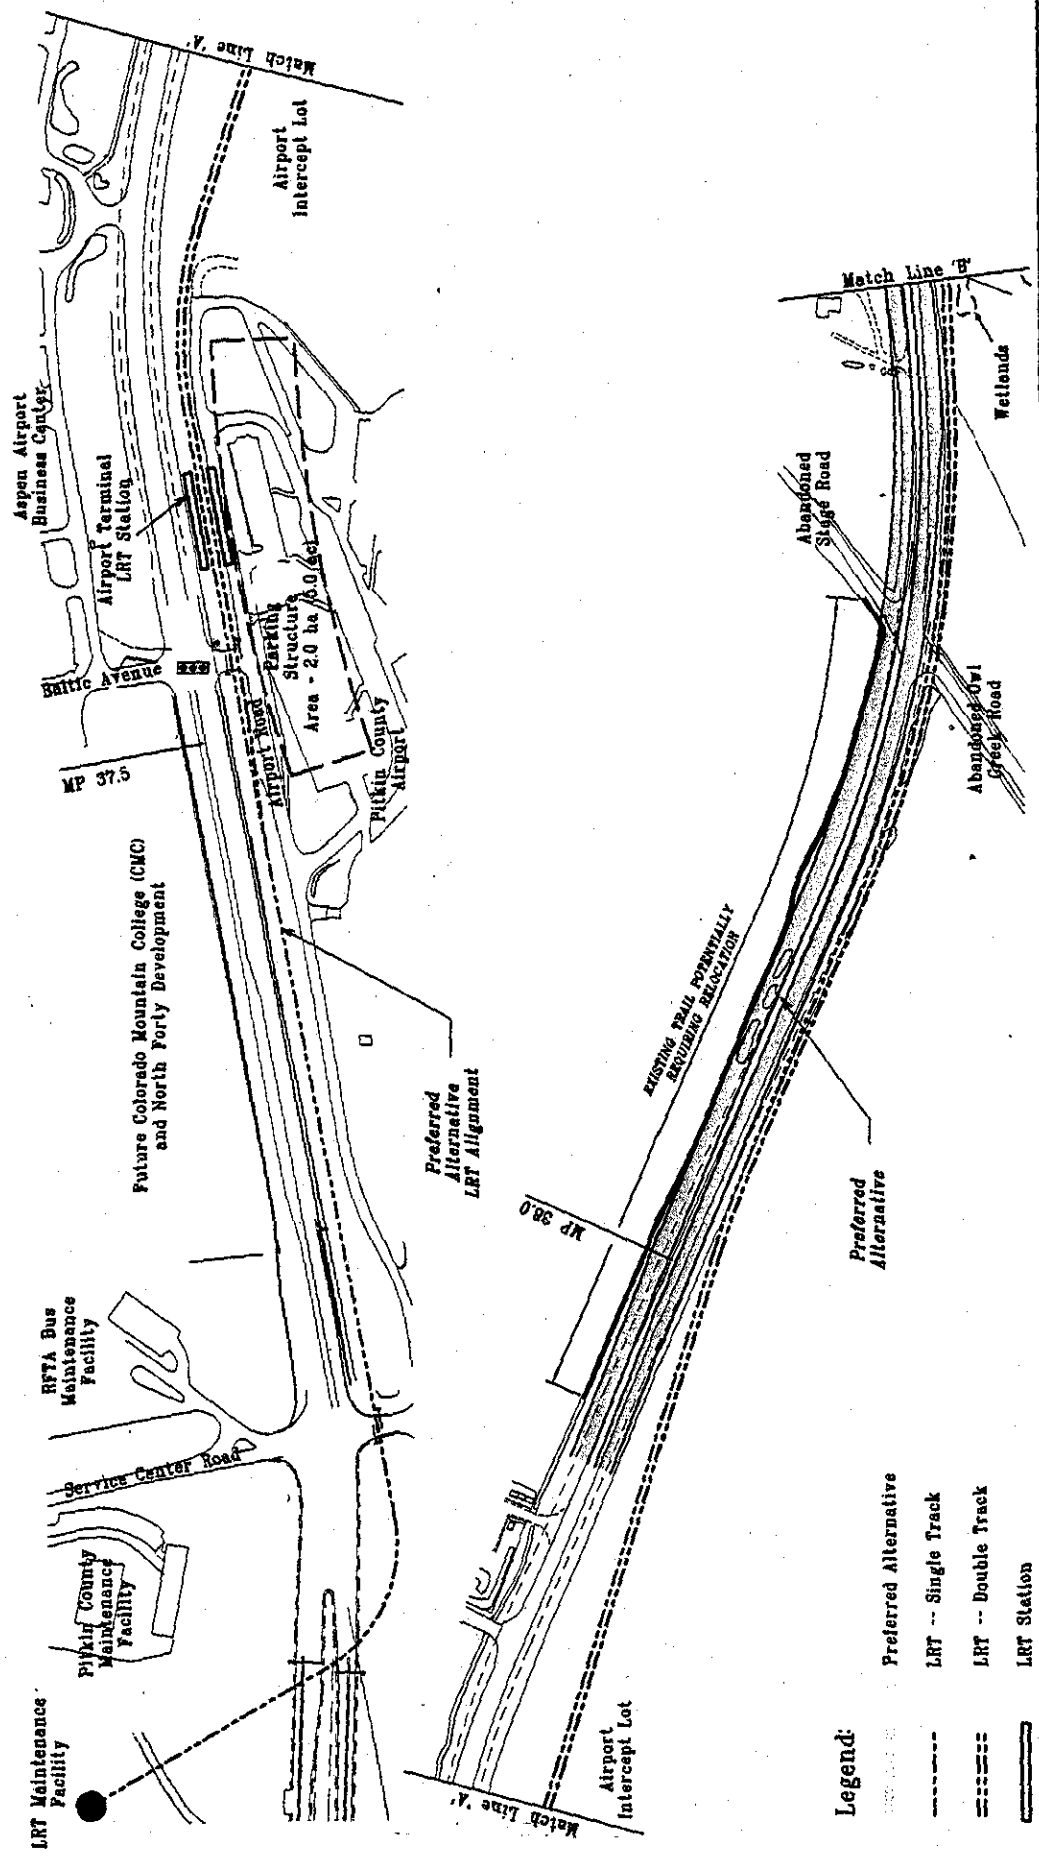 LRT Maintenance
Facility
Pitkin County
Maintenance
Facility
Service Center Road
RFTA Bus
Maintenance
Facility
Future Colorado Mountain College (CMC)
and North Forty Development
MP 37.5
Baltic Avenue
Airport Terminal
LRT Station
Aspen Airport
Business Center
Match Line 'A'
Airport
Intercept Lot
Parking
Structure
Area - 2.0 ha (5.0 ac)
Airport Road
Pitkin County
Airport
Preferred
Alternative
LRT Alignment
Match Line 'A'
Airport
Intercept Lot
MP 38.0
EXISTING TRAIL POTENTIALLY
REQUIRING RELOCATION
Preferred
Alternative
Abandoned
Stage Road
Abandoned Owl
Creek Road
Match Line 'B'
Wetlands
Legend:
Preferred Alternative
LRT -- Single Track
LRT -- Double Track
LRT Station